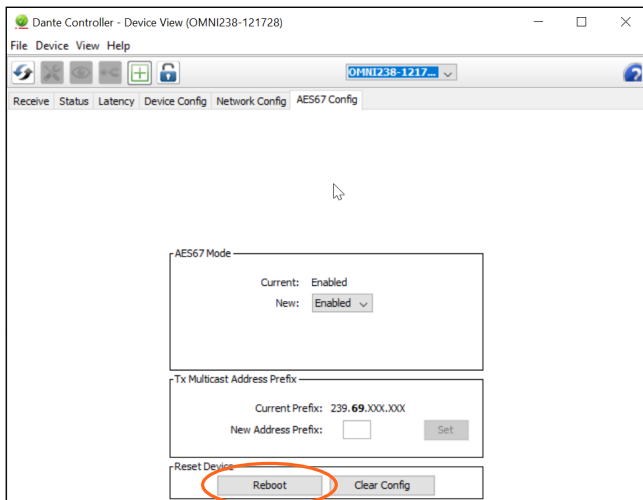 Dante Controller - Device View (OMNI238-121728)
File Device View Help
OMNI238-1217...
Receive Status Latency Device Config Network Config AES67 Config
AES67 Mode
Current: Enabled
New: Enabled
Tx Multicast Address Prefix
Current Prefix: 239.69.XXX.XXX
New Address Prefix: Set
Reset Device
Reboot Clear Config